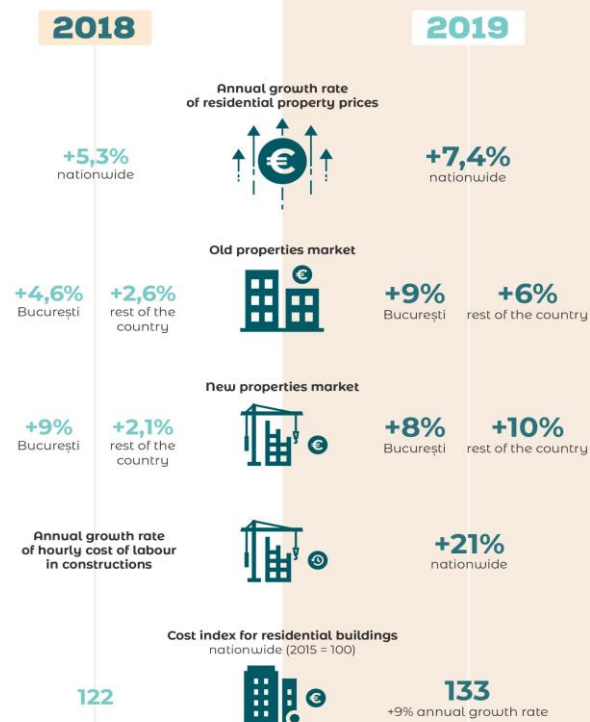 2018
2019
Annual growth rate
of residential property prices
+5,3%
nationwide
+7,4%
nationwide
Old properties market
+4,6%
București
+2,6%
rest of the
country
+9%
București
+6%
rest of the country
New properties market
+9%
București
+2,1%
rest of the
country
+8%
București
+10%
rest of the country
Annual growth rate
of hourly cost of labour
in constructions
+21%
nationwide
Cost index for residential buildings
nationwide (2015 = 100)
122
133
+9% annual growth rate